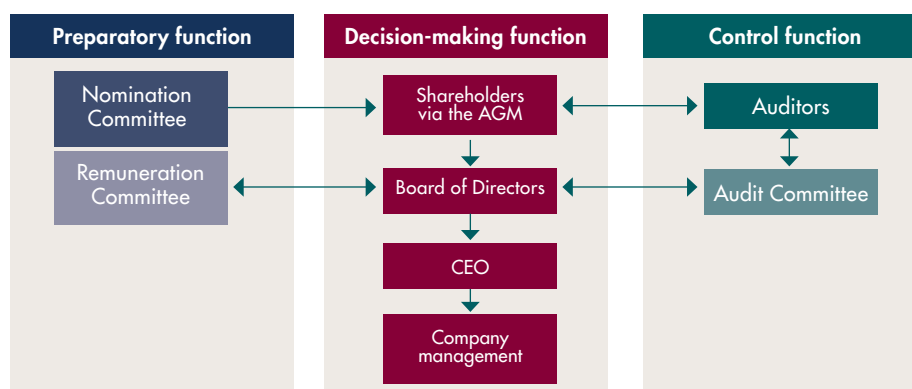 Preparatory function
Nomination
Committee
Remuneration
Committee
Decision-making function
Shareholders
via the AGM
Board of Directors
CEO
Company
management
Control function
Auditors
Audit Committee